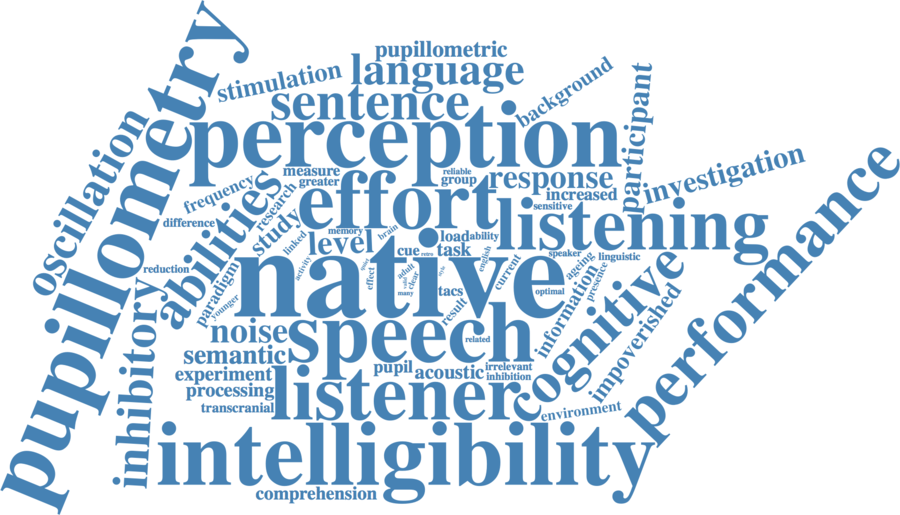 pupillometry
oscillation
inhibitory
abilities
stimulation
pupillometric
language
sentence
perception
background
participant
investigation
performance
frequency
difference
research
measure
greater
reliable
group
response
increased
sensitive
effort
listening
study
linked
memory
brain
level
load
ability
cue
retro
task
english
speaker
linguistic
ageing
reduction
paradigm
younger
activity
native
effect
adult
clear
many
tacs
current
optimal
presence
information
cognitive
impoverished
result
noise
speech
related
semantic
experiment
pupil
acoustic
irrelevant
inhibition
processing
transcranial
listener
environment
intelligibility
comprehension